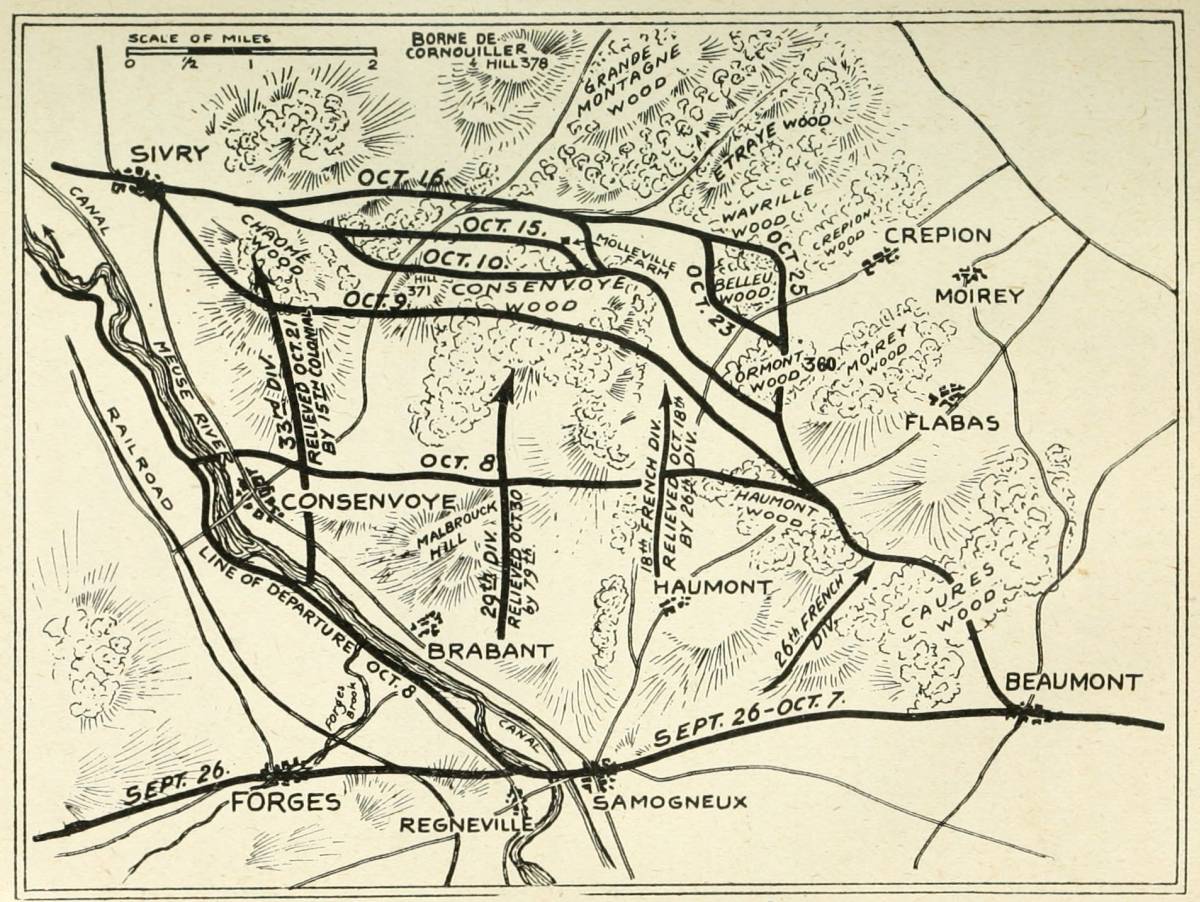 SCALE OF MILES
0 1/2 1 2
BORNE DE
CORNOUILLER
HILL 378
GRANDE
MONTAGNE
WOOD
ETRAYE WOOD
SIVRY
CANAL
OCT. 16
WAVRILLE
WOOD
CREPION
WOOD
CREPION
CHAUME
WOOD
OCT. 15.
MOLLEVILLE
FARM
OCT. 10.
HILL
371
CONSENVOYE
WOOD
OCT. 9
OCT. 23
BELLEU
WOOD
OCT 25
MOIREY
MEUSE RIVER
33rd DIV.
RELIEVED OCT. 21
BY 15TH COLONIAL
ORMONT
WOOD
360
MOIREY
WOOD
FLABAS
RAILROAD
OCT. 8
CONSENVOYE
MALBROUCK
HILL
29th DIV.
RELIEVED OCT 30
by 79th
18th FRENCH DIV.
RELIEVED OCT 18th
BY 26th DIV.
HAUMONT
WOOD
LINE OF DEPARTURE OCT. 8
HAUMONT
26th FRENCH
DIV.
CAURES
WOOD
BRABANT
BEAUMONT
Forges
Brook
CANAL
SEPT. 26-OCT. 7.
SEPT. 26.
FORGES
SAMOGNEUX
REGNEVILLE